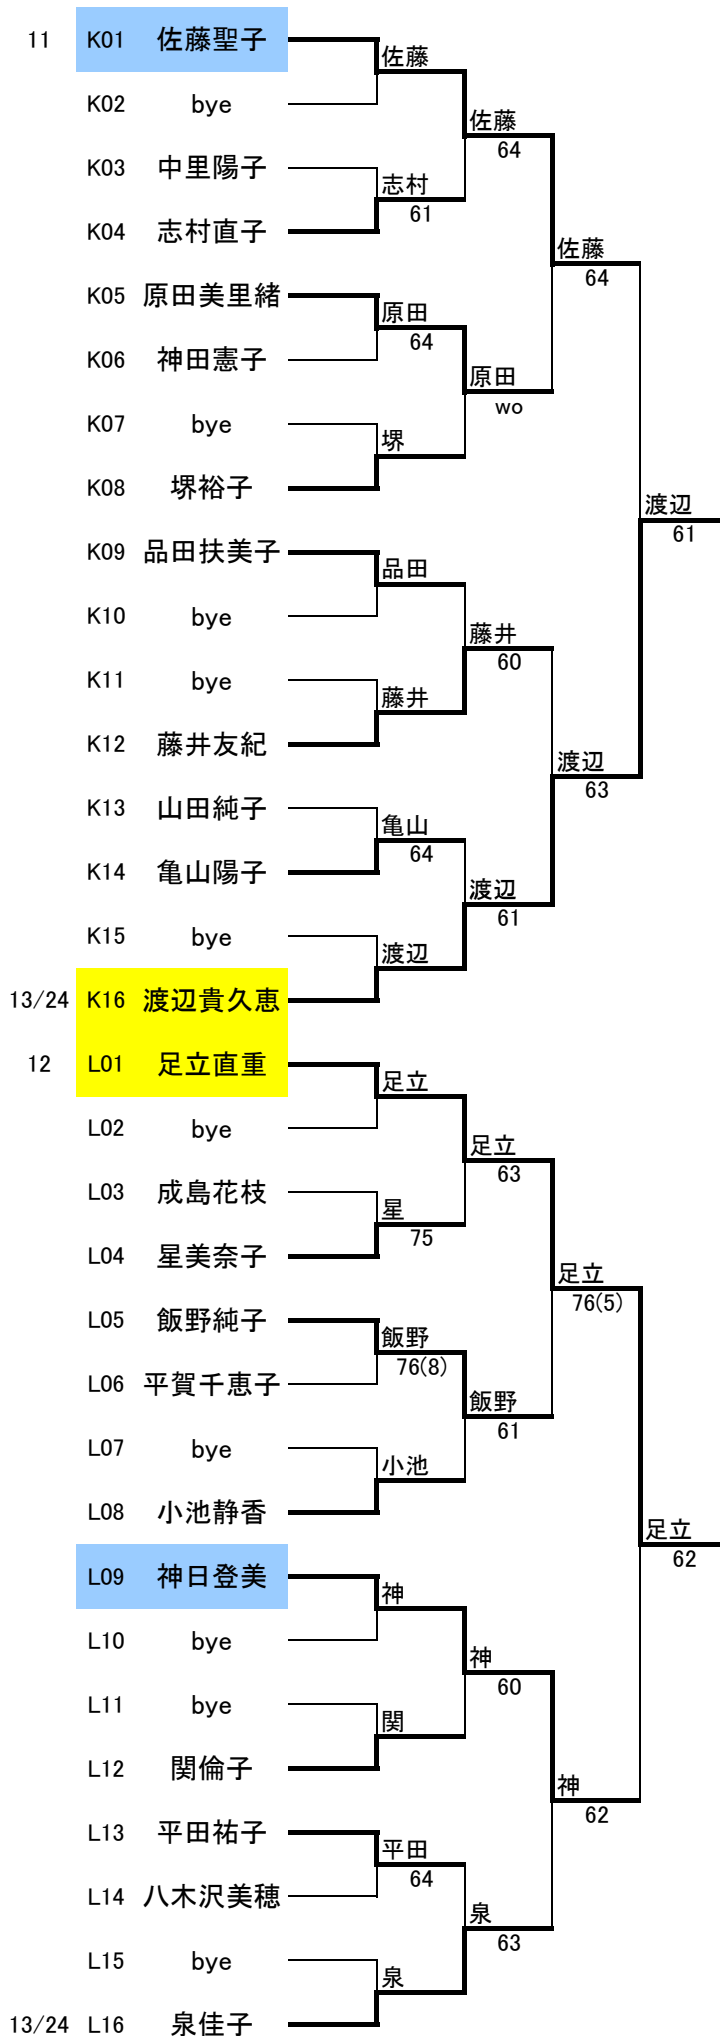 11 K01 佐藤聖子
佐藤
K02 bye
佐藤
64
K03 中里陽子
志村
61
K04 志村直子
佐藤
64
K05 原田美里緒
原田
64
K06 神田憲子
原田
wo
K07 bye
堺
K08 堺裕子
渡辺
61
K09 品田扶美子
品田
K10 bye
藤井
60
K11 bye
藤井
K12 藤井友紀
渡辺
63
K13 山田純子
亀山
64
K14 亀山陽子
渡辺
61
K15 bye
渡辺
13/24 K16 渡辺貴久恵
12 L01 足立直重
足立
L02 bye
足立
63
L03 成島花枝
星
75
L04 星美奈子
足立
76(5)
L05 飯野純子
飯野
76(8)
L06 平賀千恵子
飯野
61
L07 bye
小池
L08 小池静香
足立
62
L09 神日登美
神
L10 bye
神
60
L11 bye
関
L12 関倫子
神
62
L13 平田祐子
平田
64
L14 八木沢美穂
泉
63
L15 bye
泉
13/24 L16 泉佳子